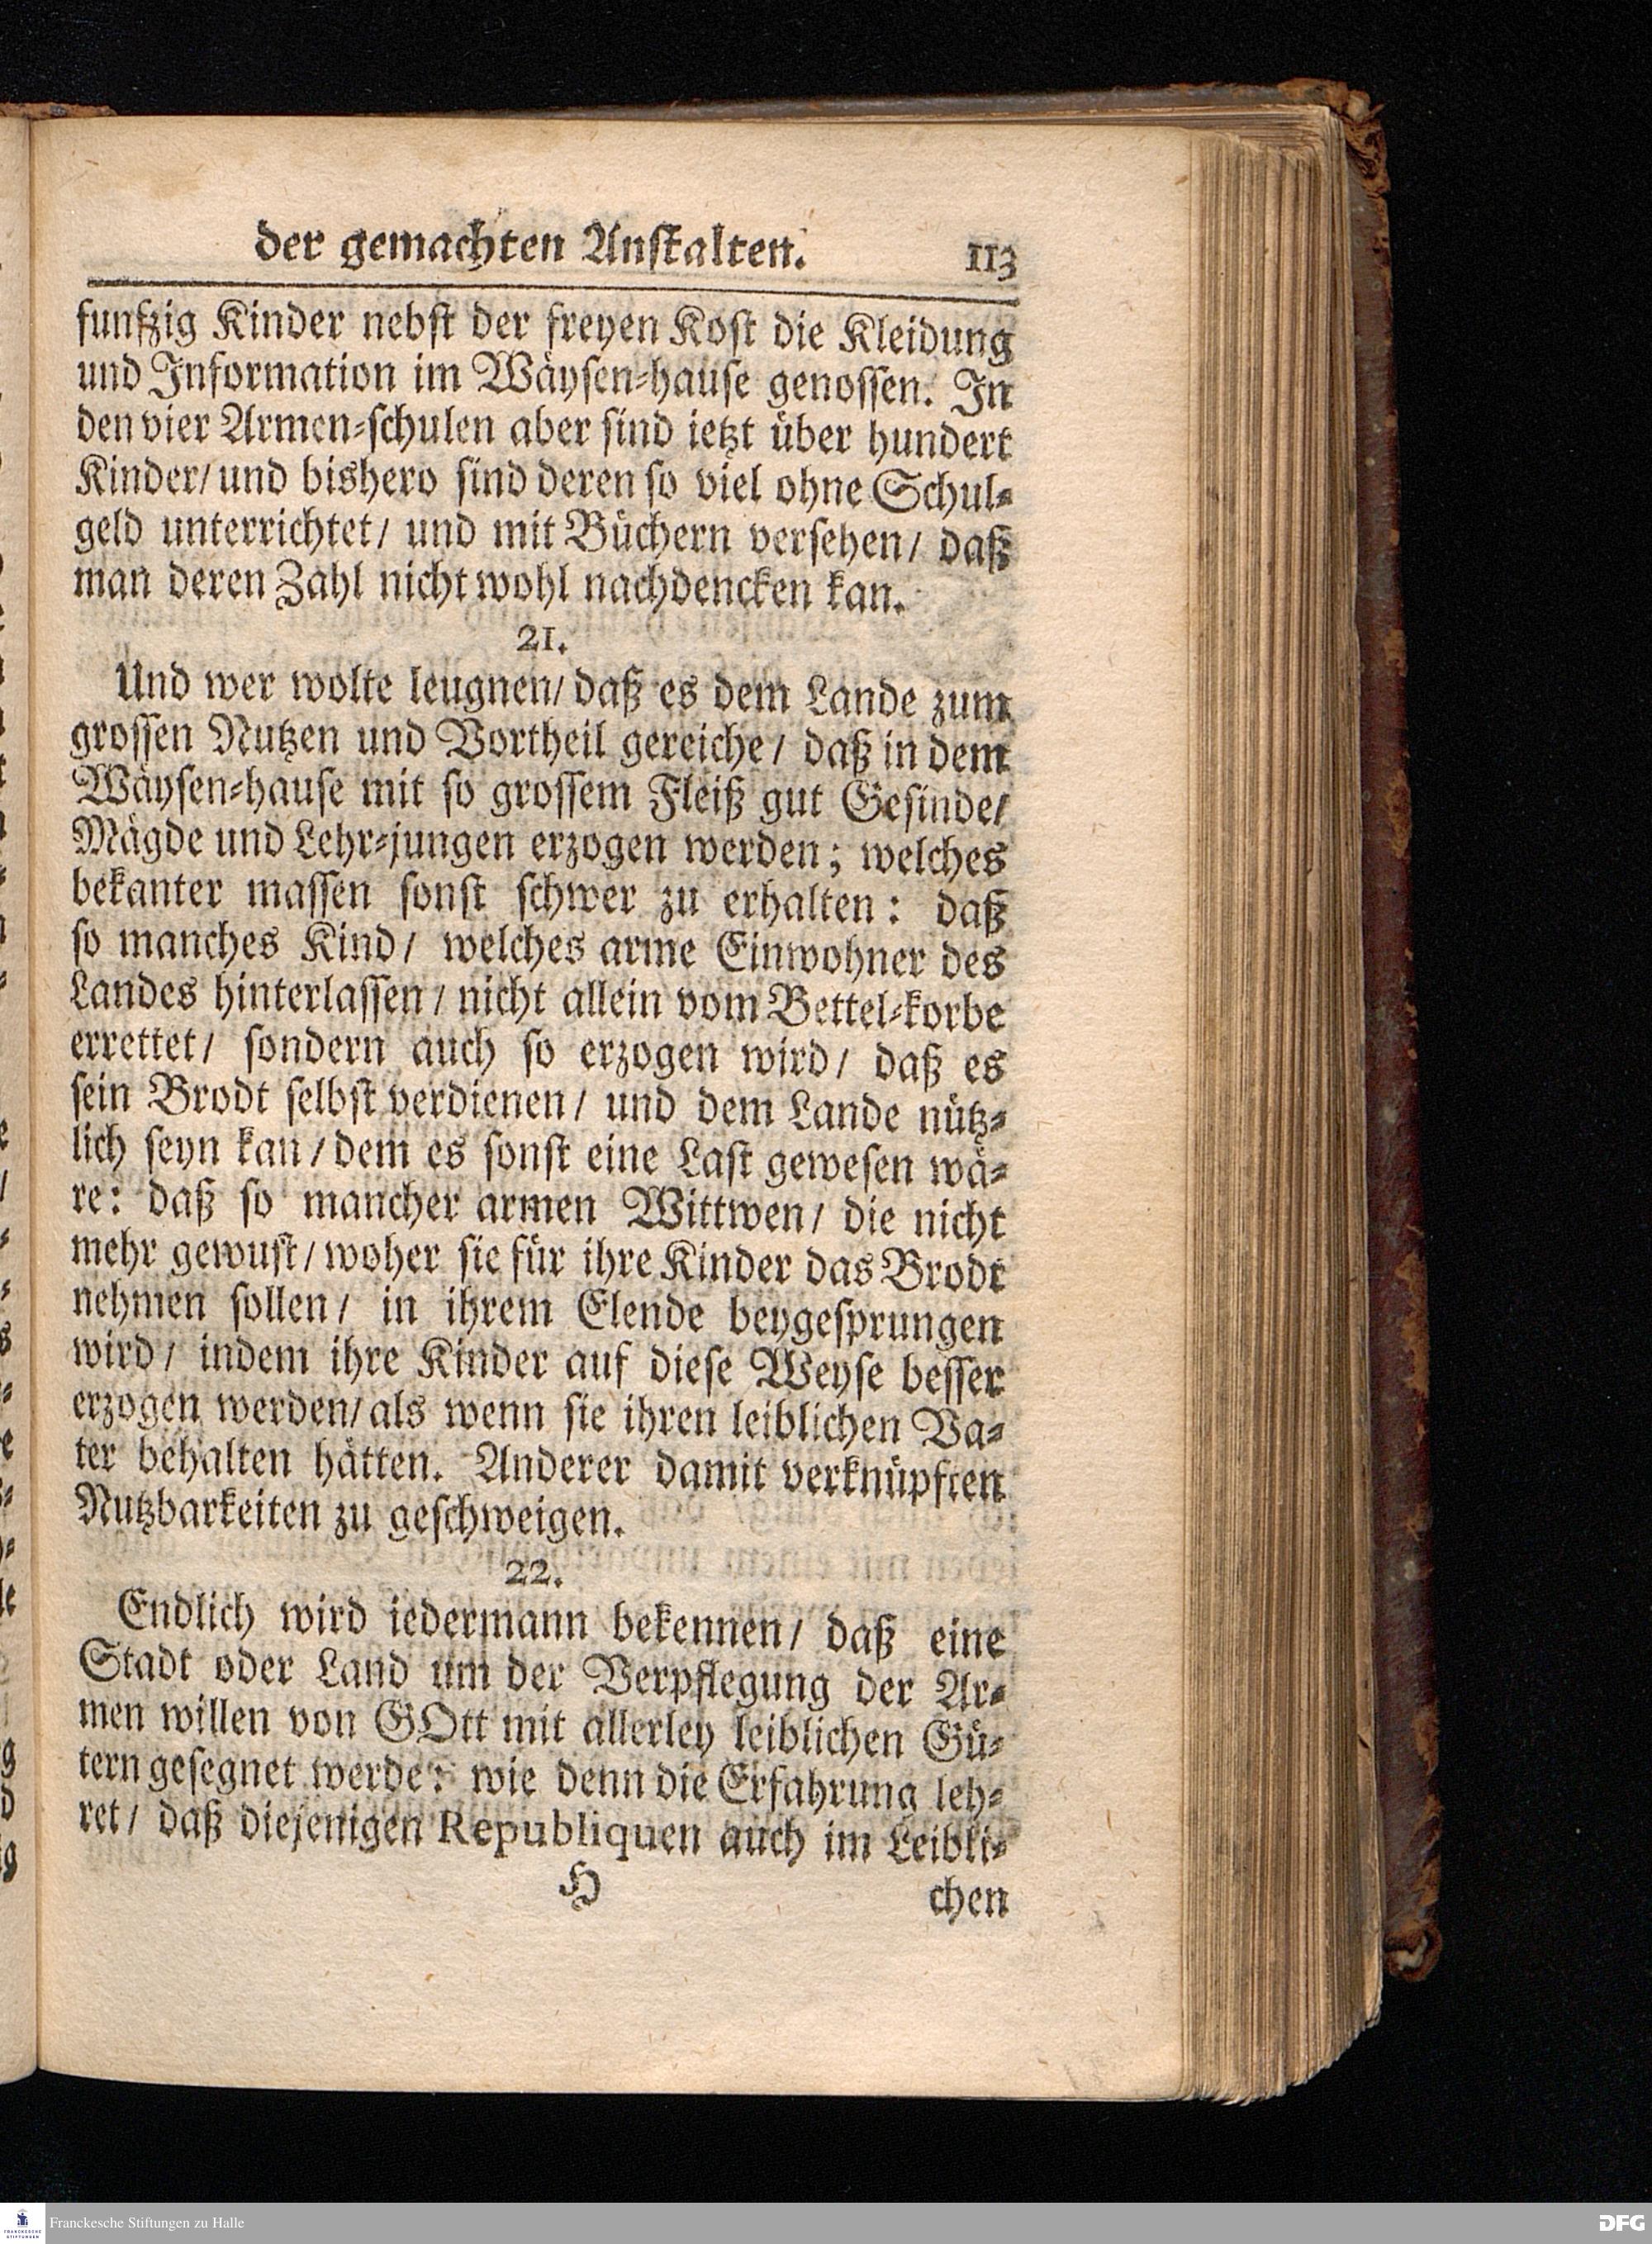 der gemachten Anstalten. 113
funfzig Kinder nebst der freyen Kost die Kleidung
und Information im Wäysen-hause genossen. In
den vier Armen-schulen aber sind ietzt über hundert
Kinder/ und bishero sind deren so viel ohne Schul-
geld unterrichtet/ und mit Büchern versehen/ daß
man deren Zahl nicht wohl nachdencken kan.
21.
Und wer wolte leugnen/ daß es dem Lande zum
grossen Nutzen und Vortheil gereiche/ daß in dem
Wäysen-hause mit so grossem Fleiß gut Gesinde/
Mägde und Lehr-jungen erzogen werden; welches
bekanter massen sonst schwer zu erhalten: daß
so manches Kind/ welches arme Einwohner des
Landes hinterlassen/ nicht allein vom Bettel-korbe
errettet/ sondern auch so erzogen wird/ daß es
sein Brodt selbst verdienen/ und dem Lande nütz-
lich seyn kan/ dem es sonst eine Last gewesen wä-
re: daß so mancher armen Wittwen/ die nicht
mehr gewust/ woher sie für ihre Kinder das Brodt
nehmen sollen/ in ihrem Elende beygesprungen
wird/ indem ihre Kinder auf diese Weyse besser
erzogen werden/ als wenn sie ihren leiblichen Va-
ter behalten hätten. Anderer damit verknüpften
Nutzbarkeiten zu geschweigen.
22.
Endlich wird iedermann bekennen/ daß eine
Stadt oder Land um der Verpflegung der Ar-
men willen von GOtt mit allerley leiblichen Gü-
tern gesegnet werde: wie denn die Erfahrung leh-
ret/ daß diejenigen Republiquen auch im Leibli-
H chen
FRANCKESCHE STIFTUNGEN
Franckesche Stiftungen zu Halle
DFG